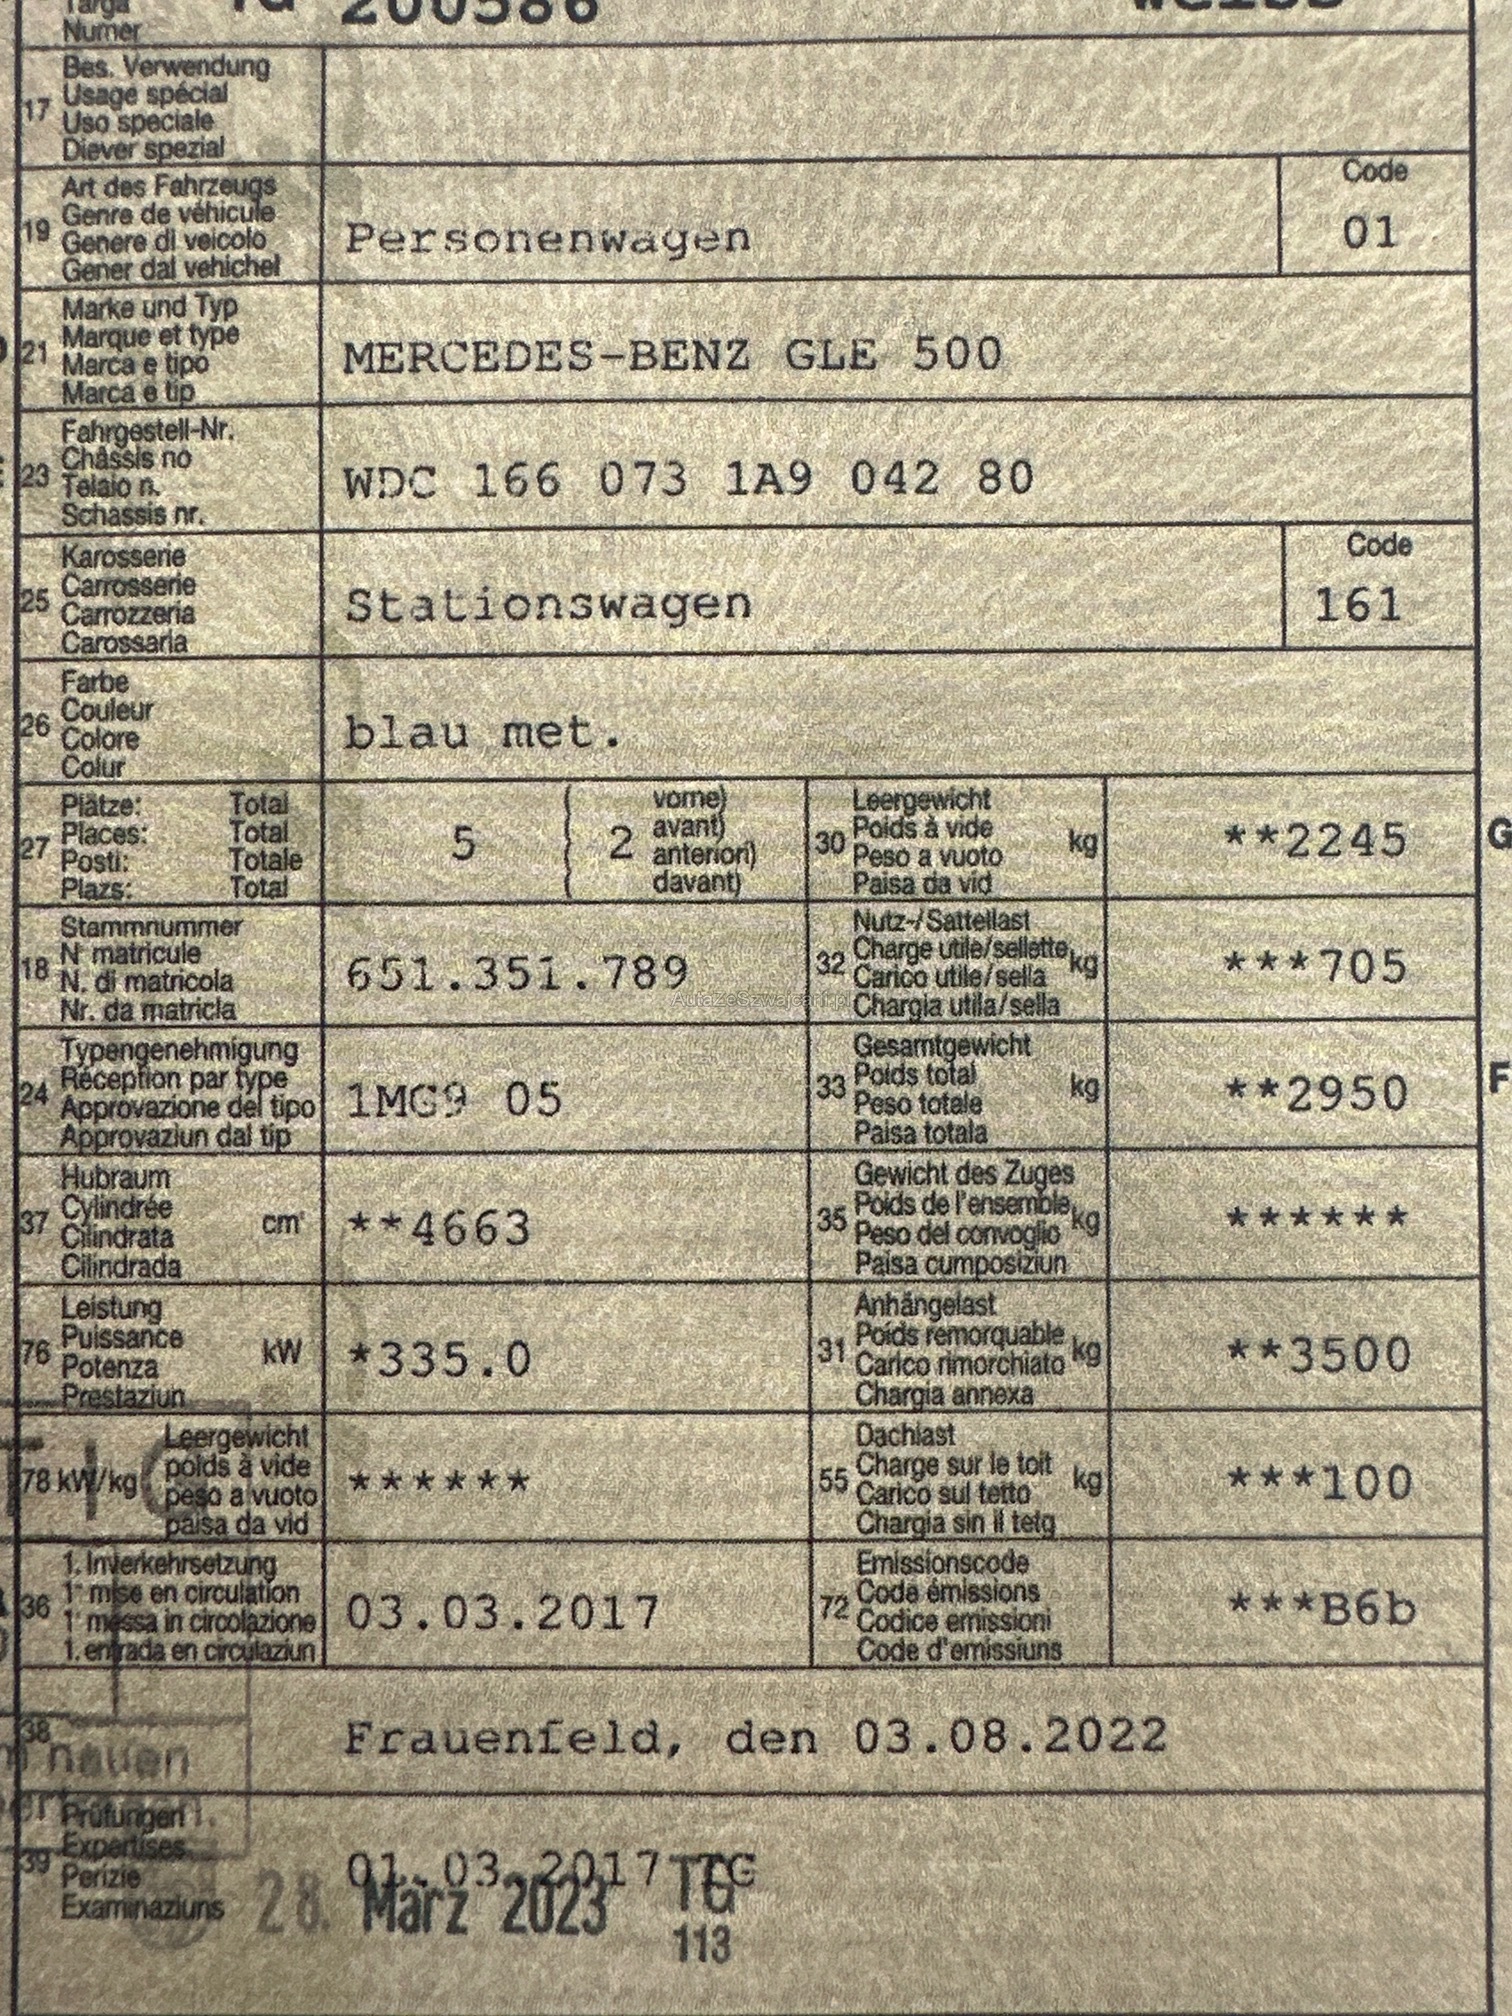 Targa
Numer
TG 200586
weiss
17
Bes. Verwendung
Usage spécial
Uso speciale
Diever spezial
19
Art des Fahrzeugs
Genre de véhicule
Genere di veicolo
Gener dal vehichel
Personenwagen
Code
01
21
Marke und Typ
Marque et type
Marca e tipo
Marca e tip
MERCEDES-BENZ GLE 500
23
Fahrgestell-Nr.
Châssis no
Telaio n.
Schassis nr.
WDC 166 073 1A9 042 80
25
Karosserie
Carrosserie
Carrozzeria
Carossaria
Stationswagen
Code
161
26
Farbe
Couleur
Colore
Colur
blau met.
27
Plätze: Total
Places: Total
Posti: Totale
Plazs: Total
5
2
vorne)
avant)
anteriori)
davant)
30
Leergewicht
Poids à vide
Peso a vuoto
Paisa da vid
kg
**2245
G
18
Stammnummer
N° matricule
N. di matricola
Nr. da matricla
651.351.789
32
Nutz-/Sattellast
Charge utile/sellette
Carico utile/sella
Chargia utila/sella
kg
***705
AutaZeSzwajcarii.pl
24
Typengenehmigung
Réception par type
Approvazione del tipo
Approvaziun dal tip
1MG9 05
33
Gesamtgewicht
Poids total
Peso totale
Paisa totala
kg
**2950
F
37
Hubraum
Cylindrée
Cilindrata
Cilindrada
cm³
**4663
35
Gewicht des Zuges
Poids de l'ensemble
Peso del convoglio
Paisa cumposiziun
kg
******
76
Leistung
Puissance
Potenza
Prestaziun
kW
*335.0
31
Anhängelast
Poids remorquable
Carico rimorchiato
Chargia annexa
kg
**3500
78 kW/kg
Leergewicht
poids à vide
peso a vuoto
paisa da vid
******
55
Dachlast
Charge sur le toit
Carico sul tetto
Chargia sin il tetg
kg
***100
36
1. Inverkehrsetzung
1e mise en circulation
1a messa in circolazione
1. entrada en circulaziun
03.03.2017
72
Emissionscode
Code émissions
Codice emissioni
Code d'emissiuns
***B6b
38
Frauenfeld, den 03.08.2022
39
Prüfungen
Expertises
Perizie
Examinaziuns
01.03.2017 TG
28. März 2023 TG
113